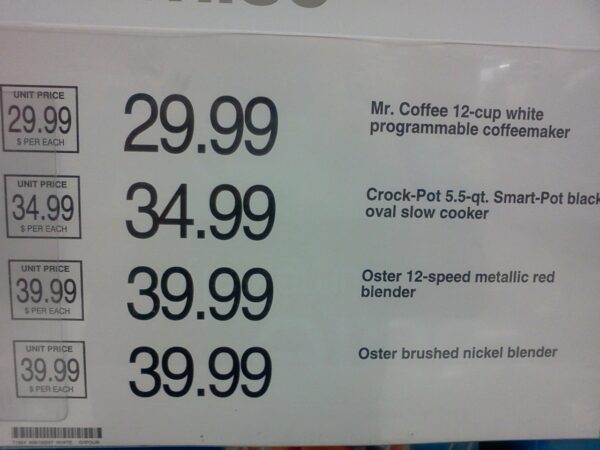 UNIT PRICE
29.99
$ PER EACH
29.99
Mr. Coffee 12-cup white
programmable coffeemaker
UNIT PRICE
34.99
$ PER EACH
34.99
Crock-Pot 5.5-qt. Smart-Pot black
oval slow cooker
UNIT PRICE
39.99
$ PER EACH
39.99
Oster 12-speed metallic red
blender
UNIT PRICE
39.99
$ PER EACH
39.99
Oster brushed nickel blender